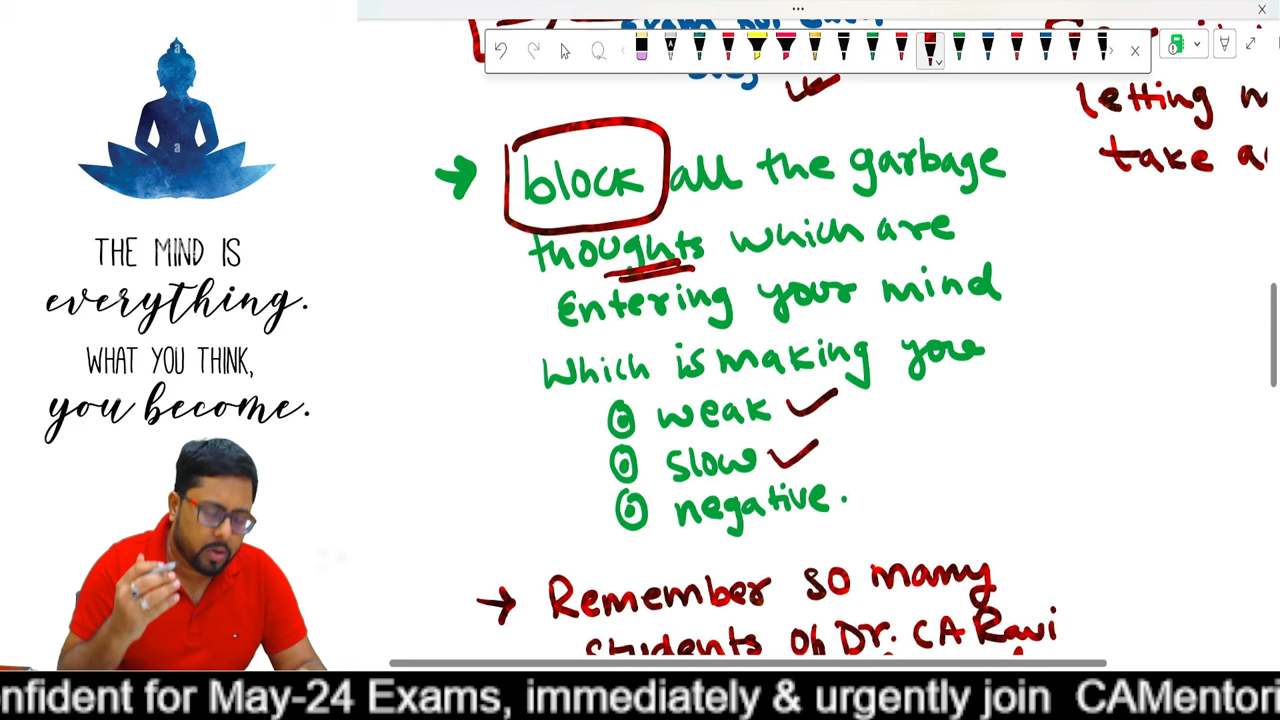 THE MIND IS
everything.
WHAT YOU THINK,
you become.
letting
take a
→ block all the garbage
thoughts which are
Entering your mind
which is making you
weak ✓
slow ✓
negative.
→ Remember so many
students of Dr. CA Ravi
onfident for May-24 Exams, immediately & urgently join CAMentori